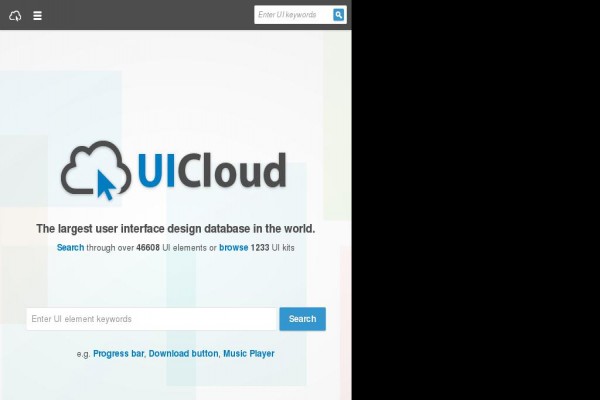 Enter UI keywords
UICloud
The largest user interface design database in the world.
Search through over 46608 UI elements or browse 1233 UI kits
Enter UI element keywords
Search
e.g. Progress bar, Download button, Music Player